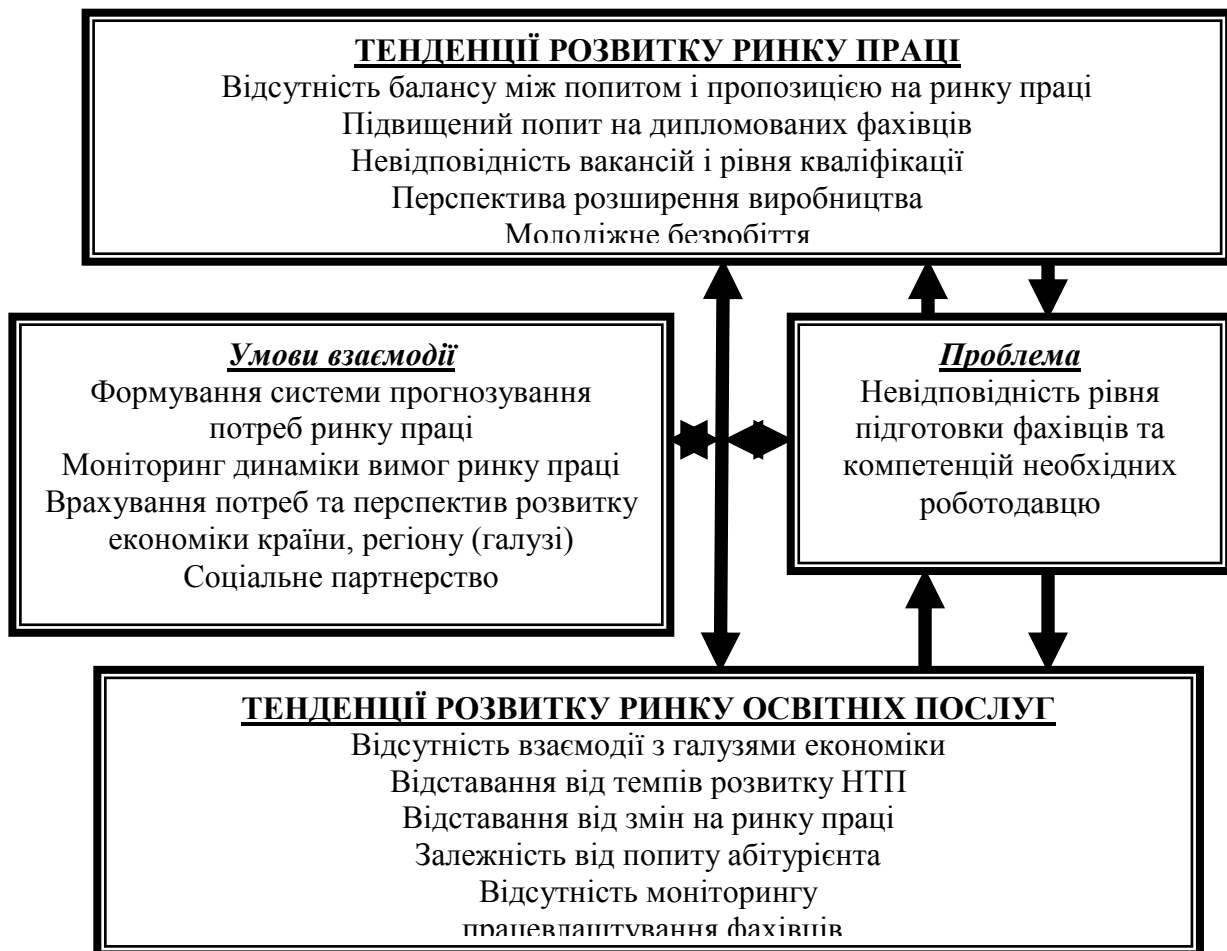 ТЕНДЕНЦІЇ РОЗВИТКУ РИНКУ ПРАЦІ
Відсутність балансу між попитом і пропозицією на ринку праці
Підвищений попит на дипломованих фахівців
Невідповідність вакансій і рівня кваліфікації
Перспектива розширення виробництва
Молодіжне безробіття
Умови взаємодії
Формування системи прогнозування
потреб ринку праці
Моніторинг динаміки вимог ринку праці
Врахування потреб та перспектив розвитку
економіки країни, регіону (галузі)
Соціальне партнерство
Проблема
Невідповідність рівня
підготовки фахівців та
компетенцій необхідних
роботодавцю
ТЕНДЕНЦІЇ РОЗВИТКУ РИНКУ ОСВІТНІХ ПОСЛУГ
Відсутність взаємодії з галузями економіки
Відставання від темпів розвитку НТП
Відставання від змін на ринку праці
Залежність від попиту абітурієнта
Відсутність моніторингу
працевлаштування фахівців